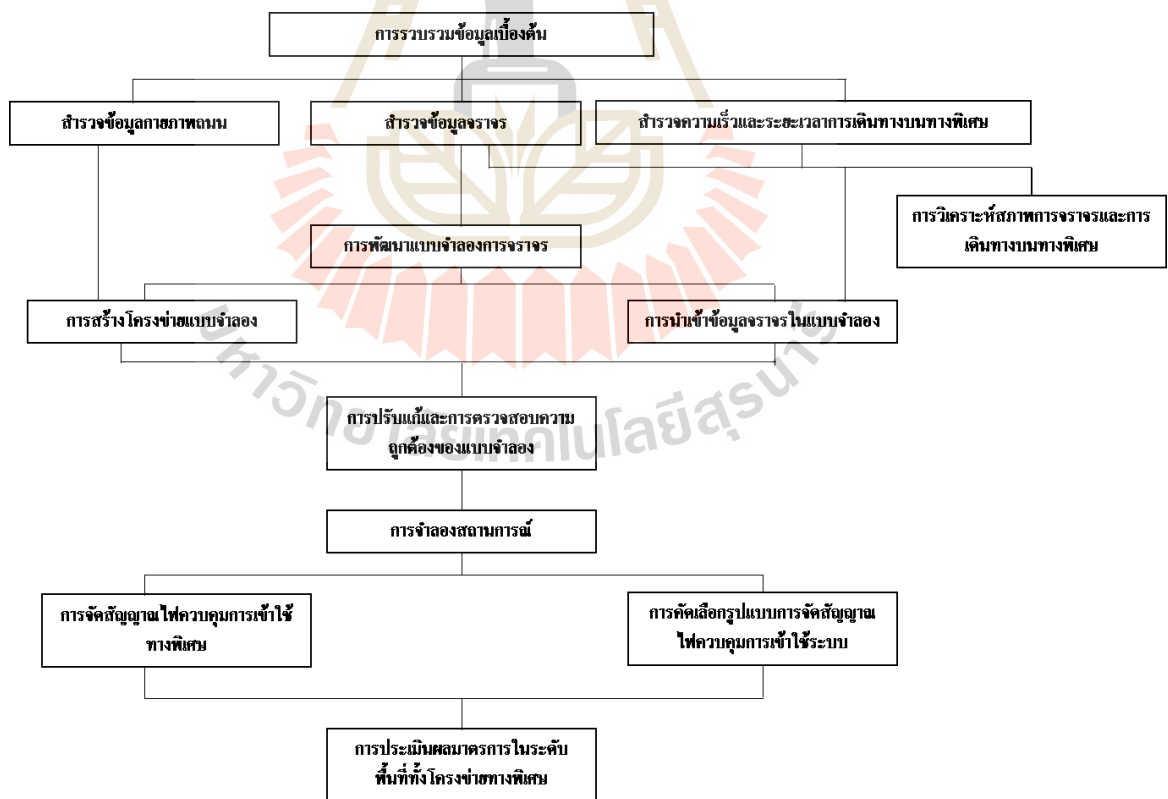 การรวบรวมข้อมูลเบื้องต้น
สำรวจข้อมูลกายภาพถนน
สำรวจข้อมูลจราจร
สำรวจความเร็วและระยะเวลาการเดินทางบนทางพิเศษ
การวิเคราะห์สภาพการจราจรและการ
เดินทางบนทางพิเศษ
การพัฒนาแบบจำลองการจราจร
การสร้างโครงข่ายแบบจำลอง
การนำเข้าข้อมูลจราจรในแบบจำลอง
การปรับแก้และการตรวจสอบความ
ถูกต้องของแบบจำลอง
การจำลองสถานการณ์
การจัดสัญญาณไฟควบคุมการเข้าใช้
ทางพิเศษ
การคัดเลือกรูปแบบการจัดสัญญาณ
ไฟควบคุมการเข้าใช้ระบบ
การประเมินผลมาตรการในระดับ
พื้นที่ทั้งโครงข่ายทางพิเศษ
มหาวิทยาลัยเทคโนโลยีสุรนารี